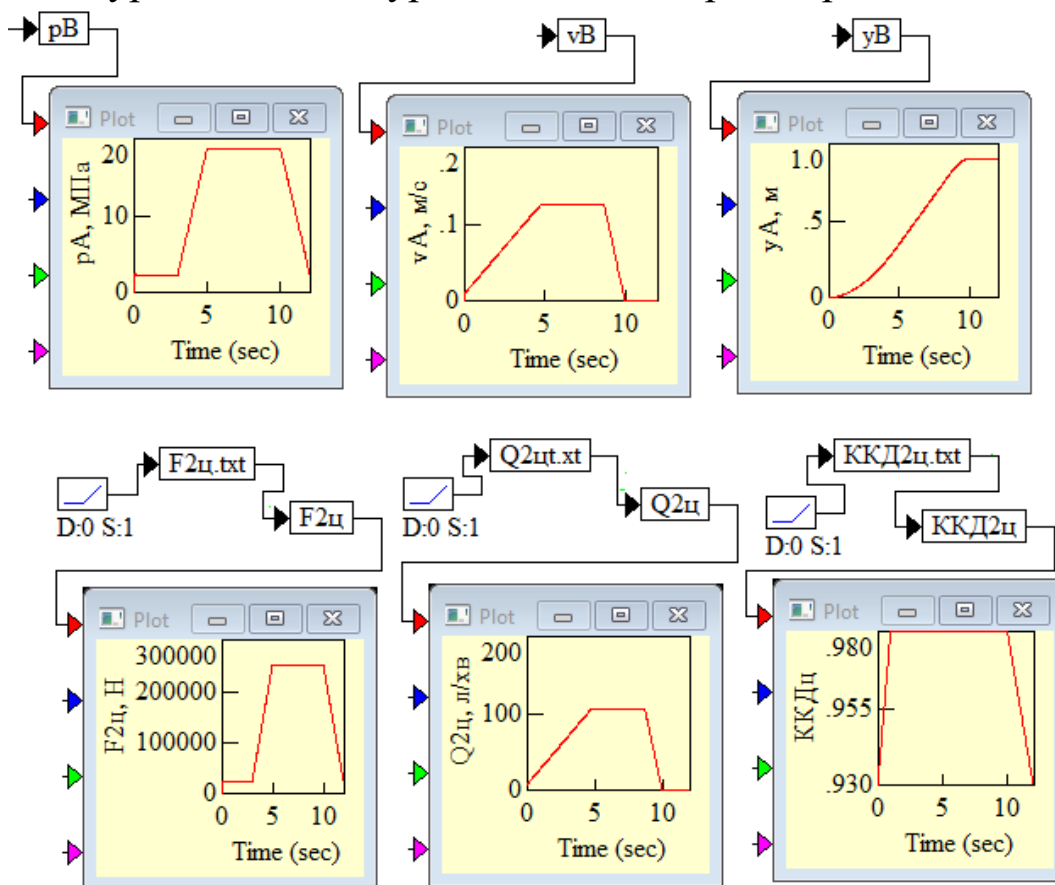 pB
vB
yB
Plot
20
10
0
0 5 10
pA, МПа
Time (sec)
Plot
.2
.1
0
0 5 10
vA, м/с
Time (sec)
Plot
1.0
.5
0
0 5 10
yA, м
Time (sec)
D:0 S:1
F2ц.txt
F2ц
D:0 S:1
Q2цt.xt
Q2ц
D:0 S:1
ККД2ц.txt
ККД2ц
Plot
300000
200000
100000
0
0 5 10
F2ц, Н
Time (sec)
Plot
200
100
0
0 5 10
Q2ц, л/хв
Time (sec)
Plot
.980
.955
.930
0 5 10
ККДц
Time (sec)